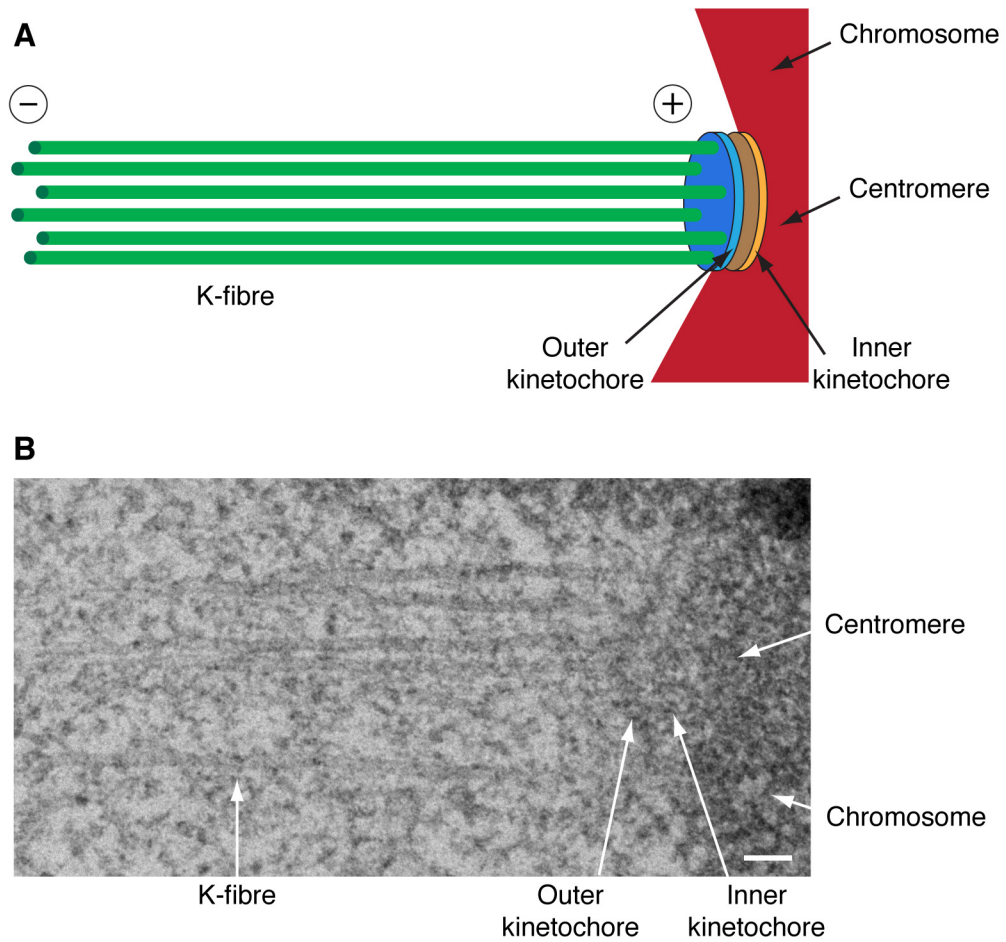 A
Chromosome
−
+
Centromere
K-fibre
Outer
kinetochore
Inner
kinetochore
B
Centromere
Chromosome
K-fibre
Outer
kinetochore
Inner
kinetochore